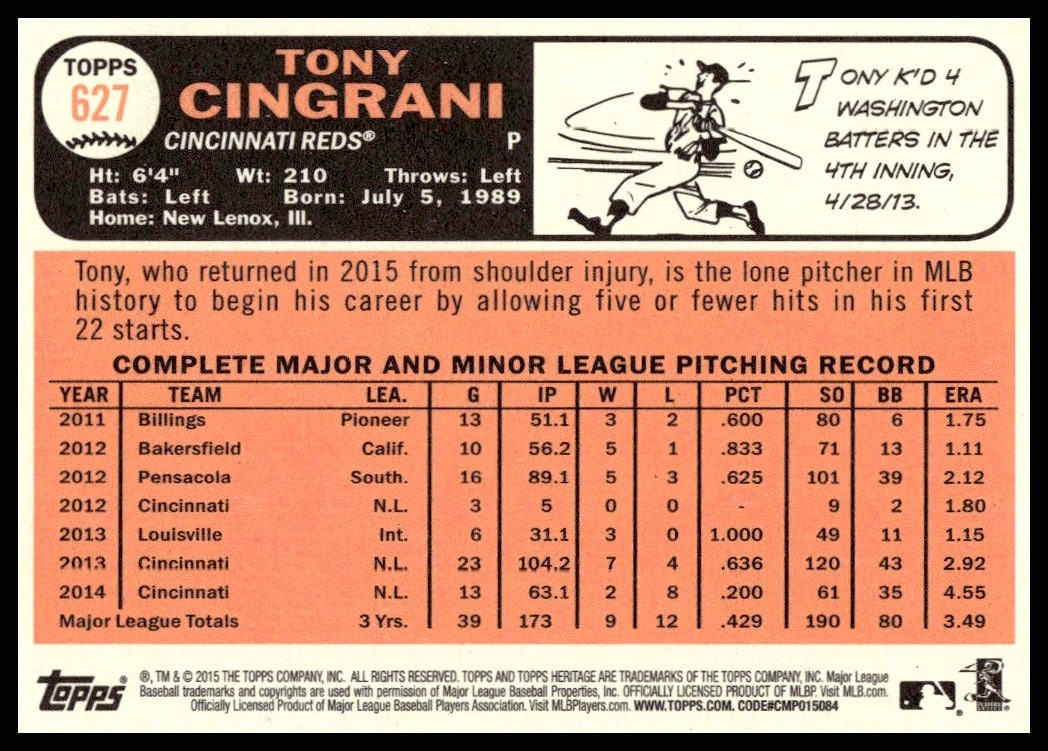 TOPPS
627
TONY
CINGRANI
CINCINNATI REDS® P
Ht: 6'4" Wt: 210 Throws: Left
Bats: Left Born: July 5, 1989
Home: New Lenox, Ill.
TONY K'D 4
WASHINGTON
BATTERS IN THE
4TH INNING,
4/28/13.
Tony, who returned in 2015 from shoulder injury, is the lone pitcher in MLB
history to begin his career by allowing five or fewer hits in his first
22 starts.
COMPLETE MAJOR AND MINOR LEAGUE PITCHING RECORD
YEAR TEAM LEA. G IP W L PCT SO BB ERA
2011 Billings Pioneer 13 51.1 3 2 .600 80 6 1.75
2012 Bakersfield Calif. 10 56.2 5 1 .833 71 13 1.11
2012 Pensacola South. 16 89.1 5 3 .625 101 39 2.12
2012 Cincinnati N.L. 3 5 0 0 - 9 2 1.80
2013 Louisville Int. 6 31.1 3 0 1.000 49 11 1.15
2013 Cincinnati N.L. 23 104.2 7 4 .636 120 43 2.92
2014 Cincinnati N.L. 13 63.1 2 8 .200 61 35 4.55
Major League Totals 3 Yrs. 39 173 9 12 .429 190 80 3.49
Topps®
®, TM & © 2015 THE TOPPS COMPANY, INC. ALL RIGHTS RESERVED. TOPPS AND TOPPS HERITAGE ARE TRADEMARKS OF THE TOPPS COMPANY, INC. Major League
Baseball trademarks and copyrights are used with permission of Major League Baseball Properties, Inc. OFFICIALLY LICENSED PRODUCT OF MLBP. Visit MLB.com.
Officially Licensed Product of Major League Baseball Players Association. Visit MLBPlayers.com. WWW.TOPPS.COM. CODE#CMP015084